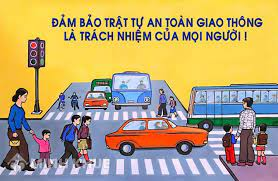 ĐẢM BẢO TRẬT TỰ AN TOÀN GIAO THÔNG
LÀ TRÁCH NHIỆM CỦA MỌI NGƯỜI !